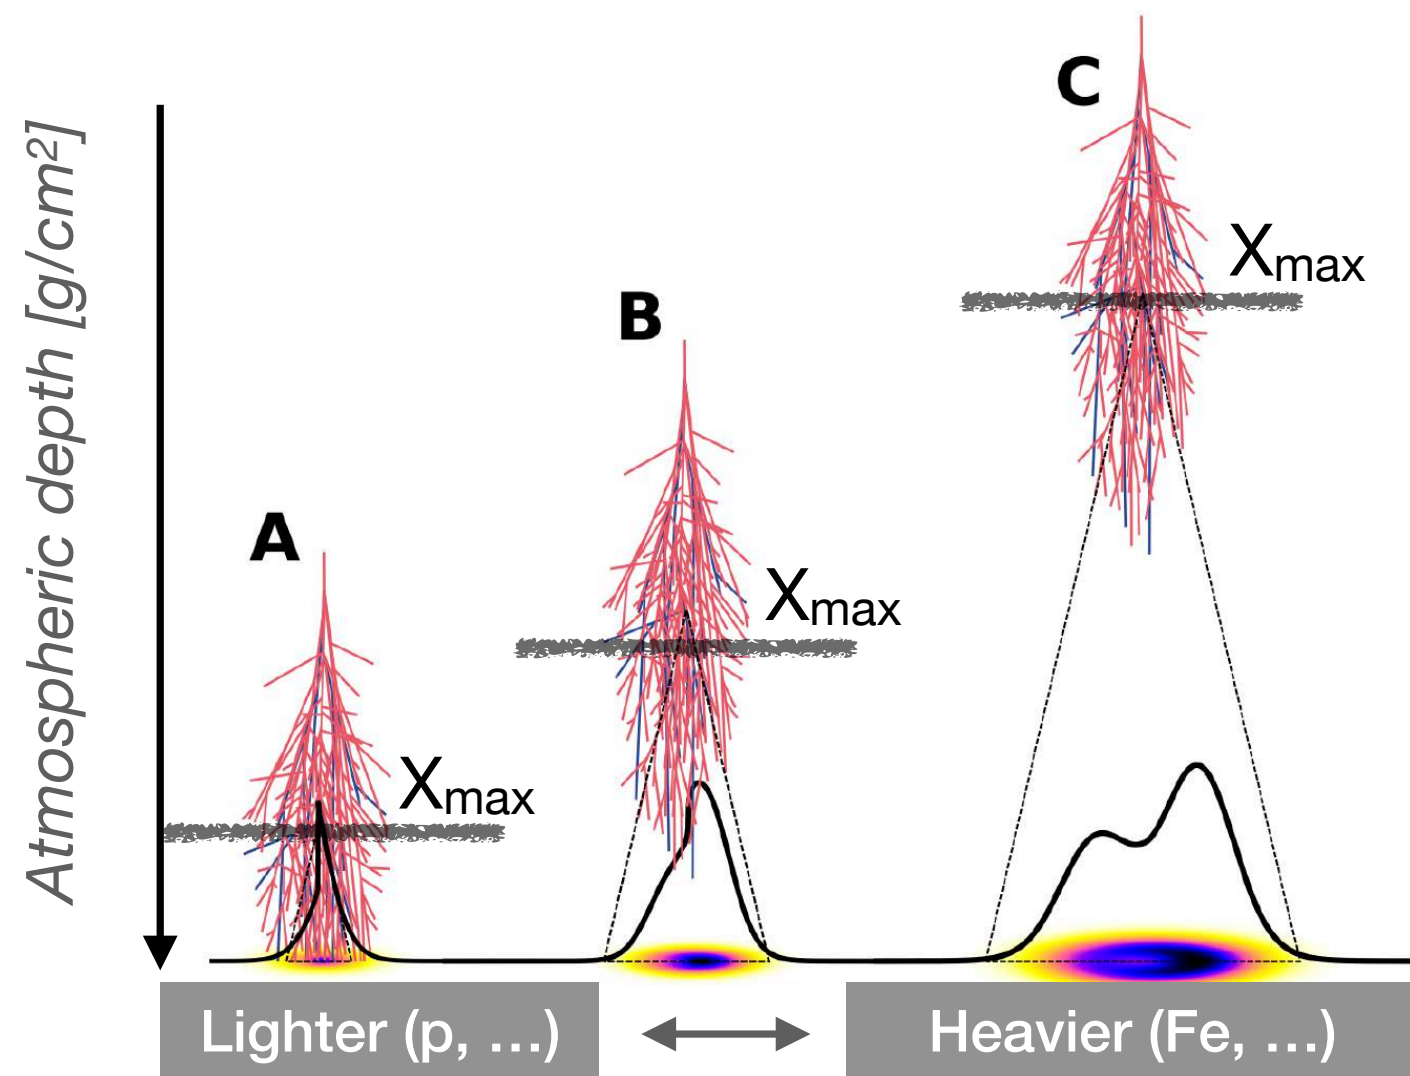 Atmospheric depth [g/cm²]
A
Xmax
B
Xmax
C
Xmax
Lighter (p, ...)
Heavier (Fe, ...)